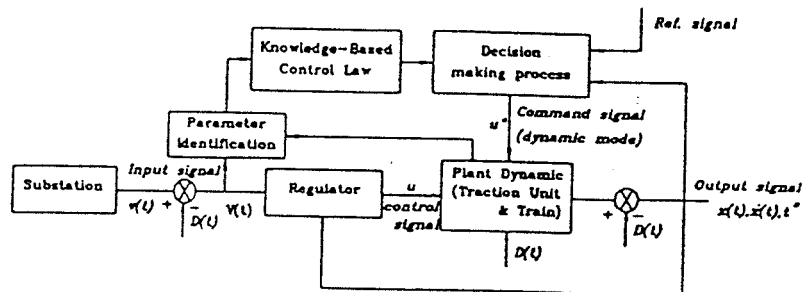 Ref. signal
Knowledge-Based
Control Law
Decision
making process
Parameter
identification
u*
Command signal
(dynamic mode)
Input signal
Substation
v(t) +
−
D(t)
V(t)
Regulator
u
control
signal
Plant Dynamic
(Traction Unit
& Train)
D(t)
+
−
D(t)
Output signal
x(t),ẋ(t),t*